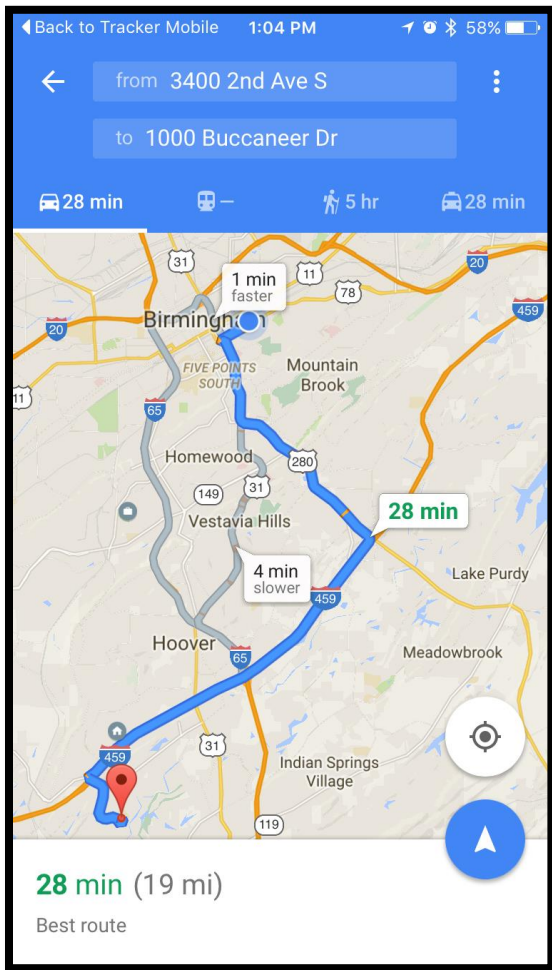 Back to Tracker Mobile 1:04 PM 58%
from 3400 2nd Ave S
to 1000 Buccaneer Dr
28 min — 5 hr 28 min
31
20
1 min
faster
11
78
459
Birmingham
20
FIVE POINTS
SOUTH
Mountain
Brook
11
65
Homewood
280
149
31
28 min
Vestavia Hills
4 min
slower
Lake Purdy
459
Hoover
65
Meadowbrook
31
459
Indian Springs
Village
119
28 min (19 mi)
Best route